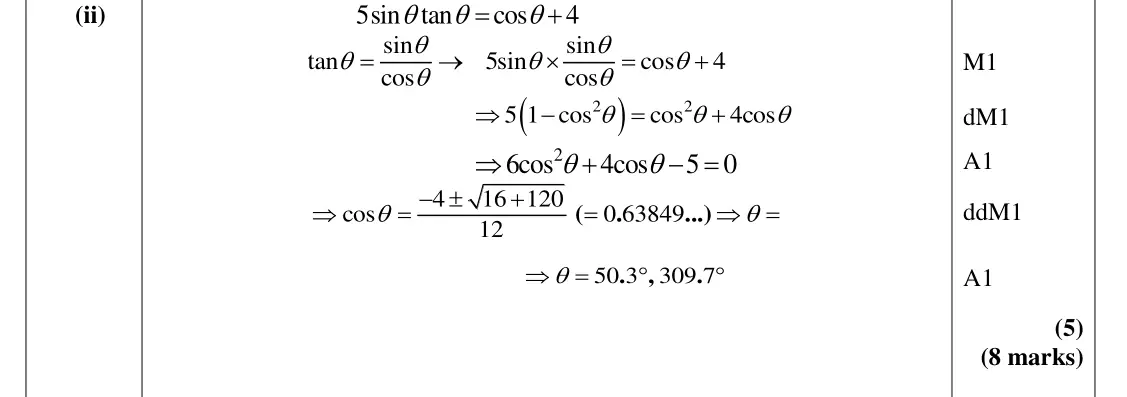 (ii) 5sinθtanθ = cosθ + 4
tanθ = sinθ/cosθ → 5sinθ × sinθ/cosθ = cosθ + 4 M1
⇒ 5(1 − cos²θ) = cos²θ + 4cosθ dM1
⇒ 6cos²θ + 4cosθ − 5 = 0 A1
⇒ cosθ = (−4 ± √(16 + 120))/12 (= 0.63849...) ⇒ θ = ddM1
⇒ θ = 50.3°, 309.7° A1
(5)
(8 marks)